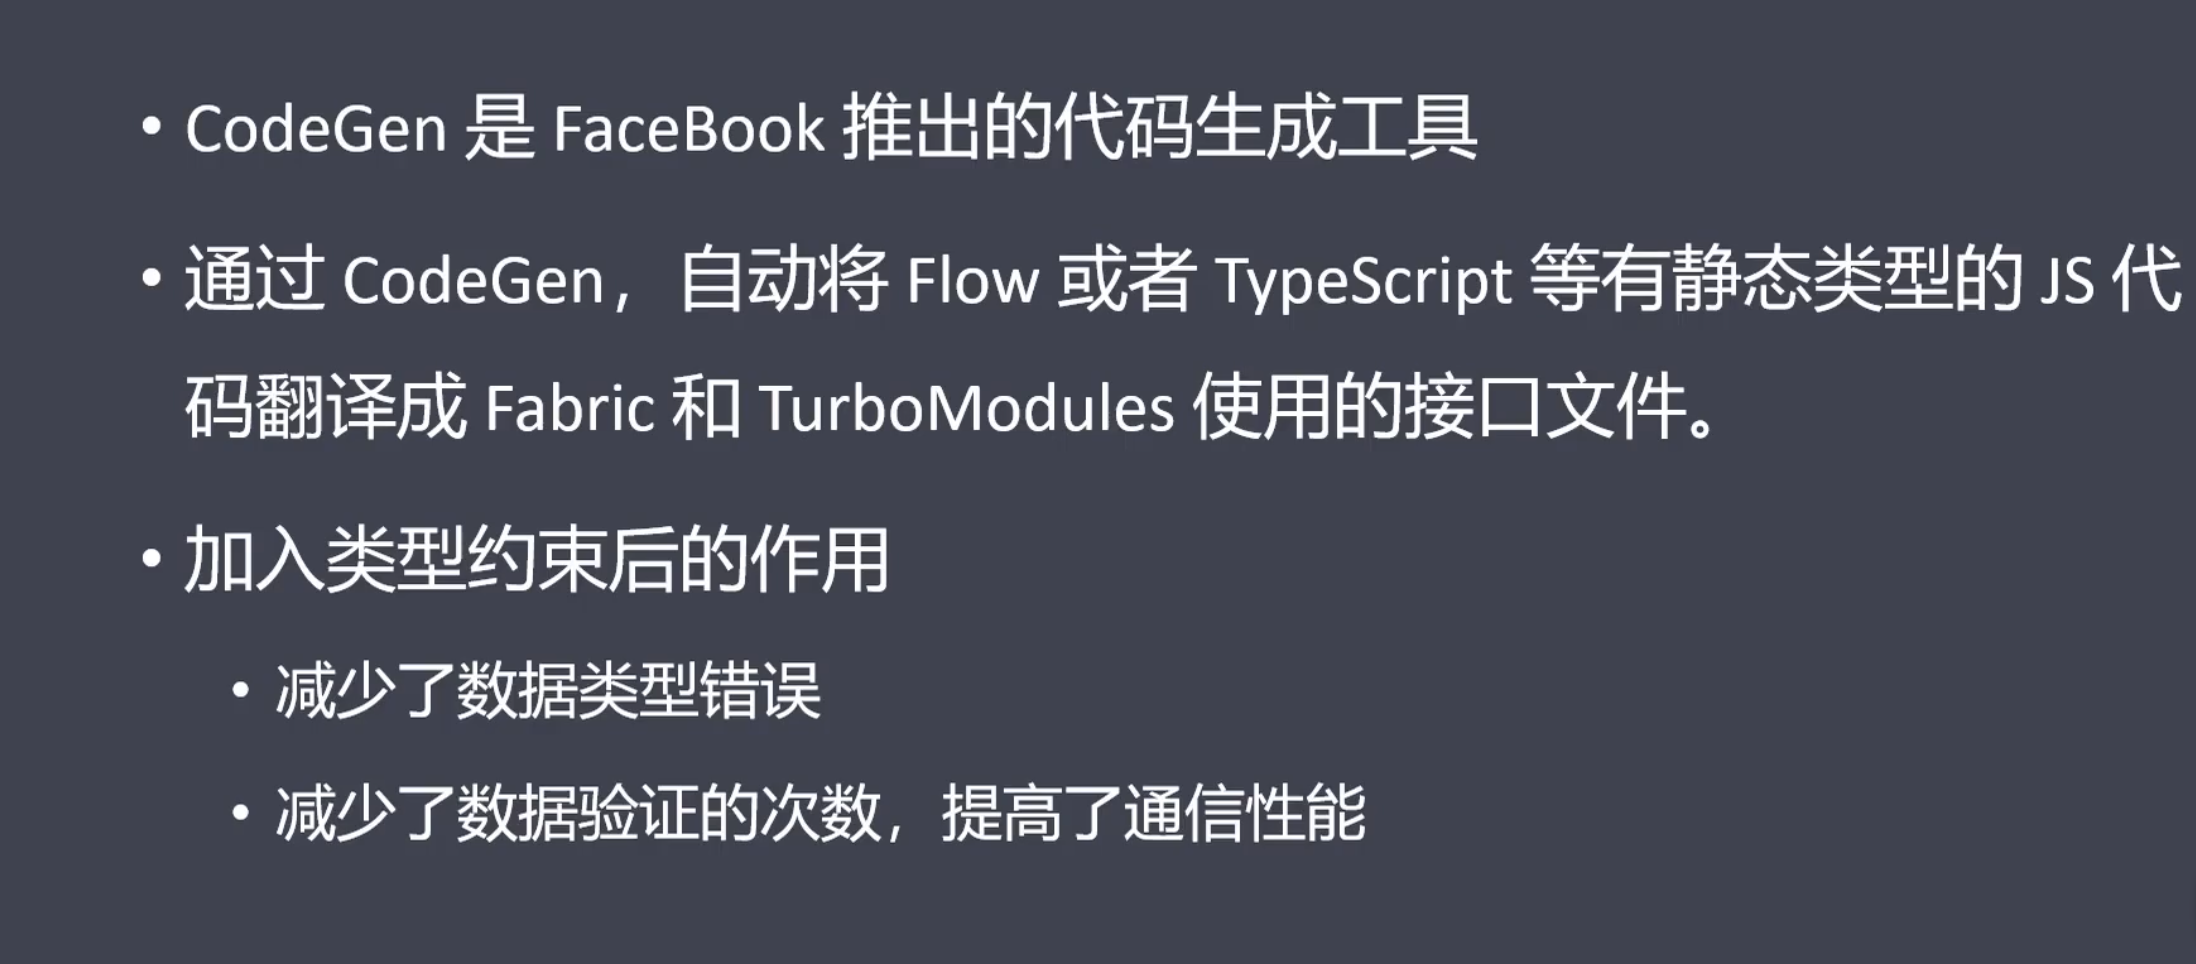 • CodeGen 是 FaceBook 推出的代码生成工具
• 通过 CodeGen，自动将 Flow 或者 TypeScript 等有静态类型的 JS 代
码翻译成 Fabric 和 TurboModules 使用的接口文件。
• 加入类型约束后的作用
• 减少了数据类型错误
• 减少了数据验证的次数，提高了通信性能